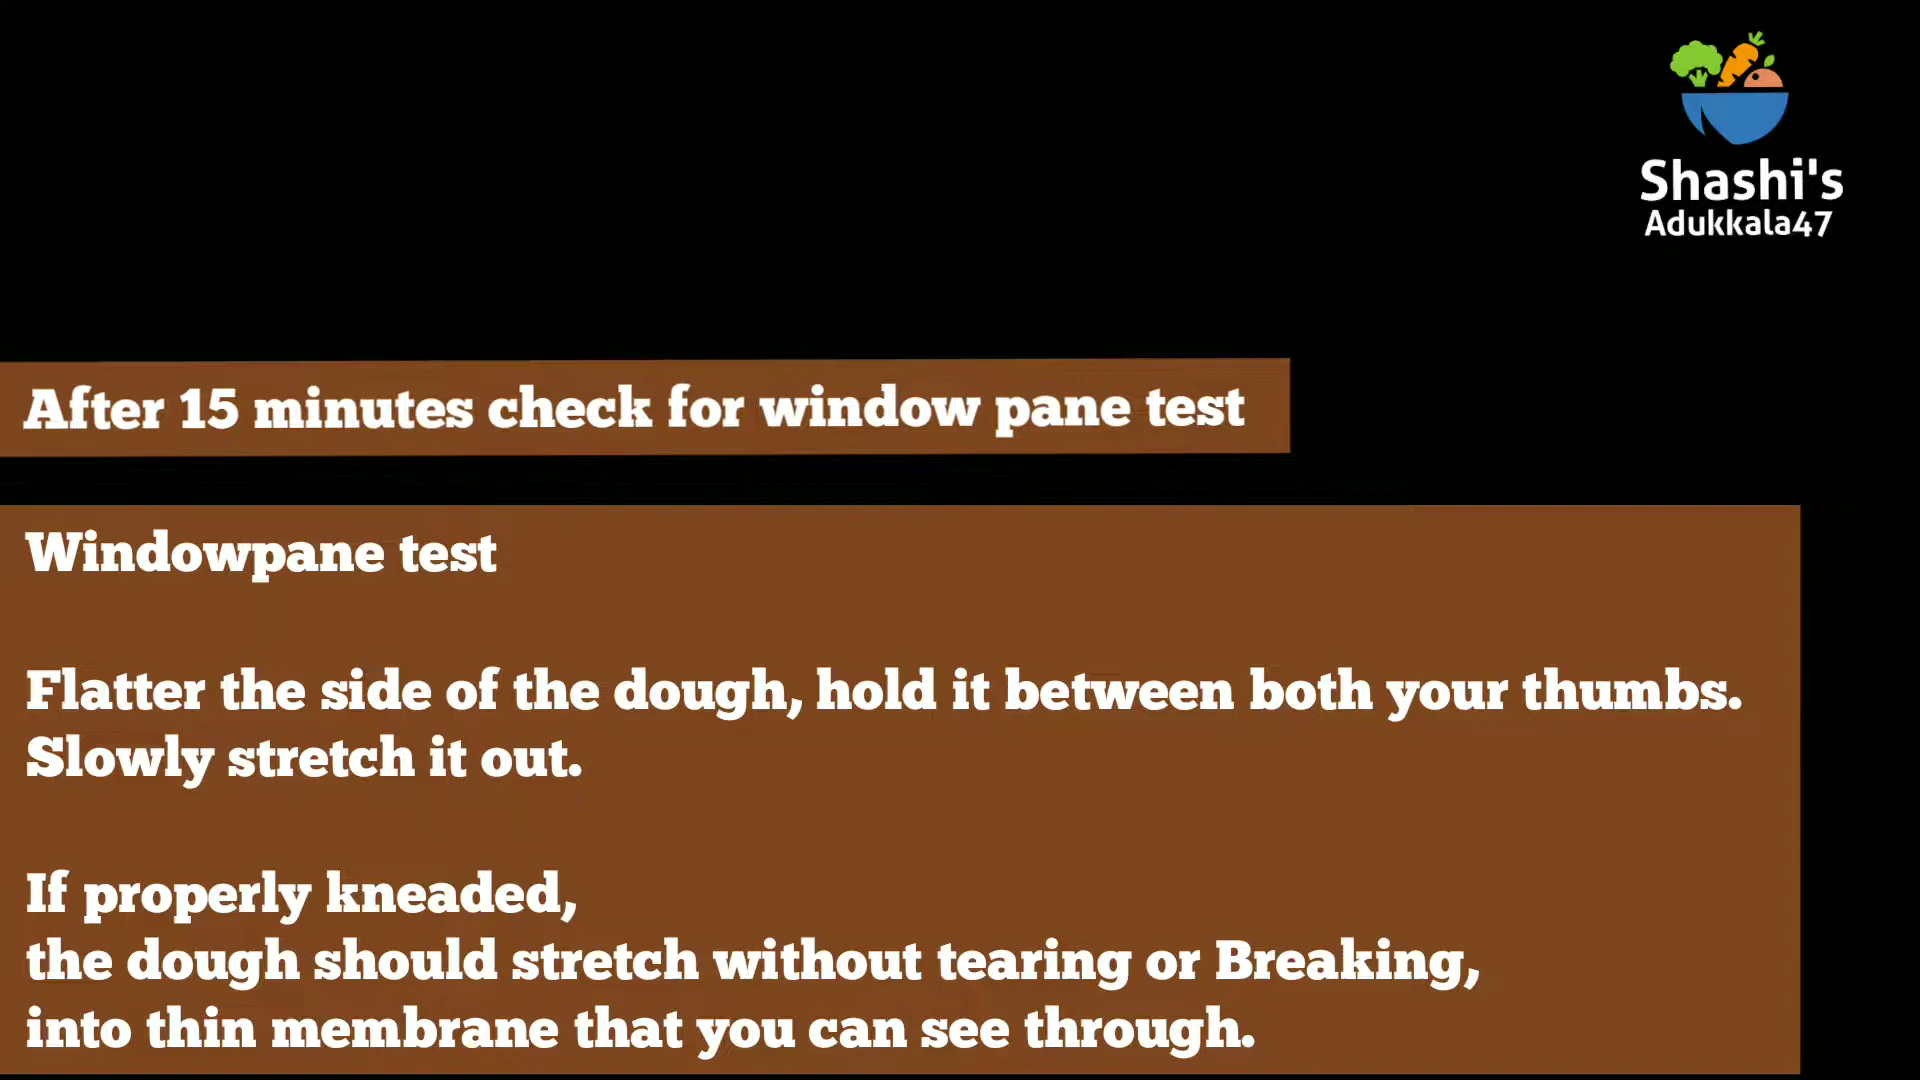 Shashi's
Adukkala47
After 15 minutes check for window pane test
Windowpane test
Flatter the side of the dough, hold it between both your thumbs.
Slowly stretch it out.
If properly kneaded,
the dough should stretch without tearing or Breaking,
into thin membrane that you can see through.